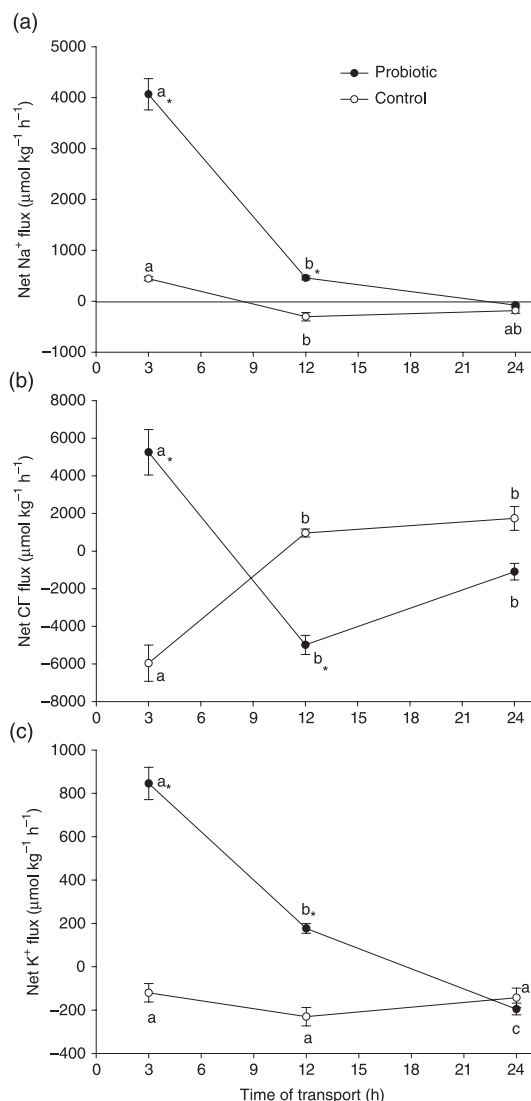 (a)
5000
4000
3000
2000
1000
0
−1000
Net Na⁺ flux (μmol kg⁻¹ h⁻¹)
Probiotic
Control
a*
a
b*
b
ab
0 3 6 9 12 15 18 21 24
(b)
8000
6000
4000
2000
0
−2000
−4000
−6000
−8000
Net Cl⁻ flux (μmol kg⁻¹ h⁻¹)
a*
a
b
b*
b
b
0 3 6 9 12 15 18 21 24
(c)
1000
800
600
400
200
0
−200
−400
Net K⁺ flux (μmol kg⁻¹ h⁻¹)
a*
a
b*
a
a
c
0 3 6 9 12 15 18 21 24
Time of transport (h)